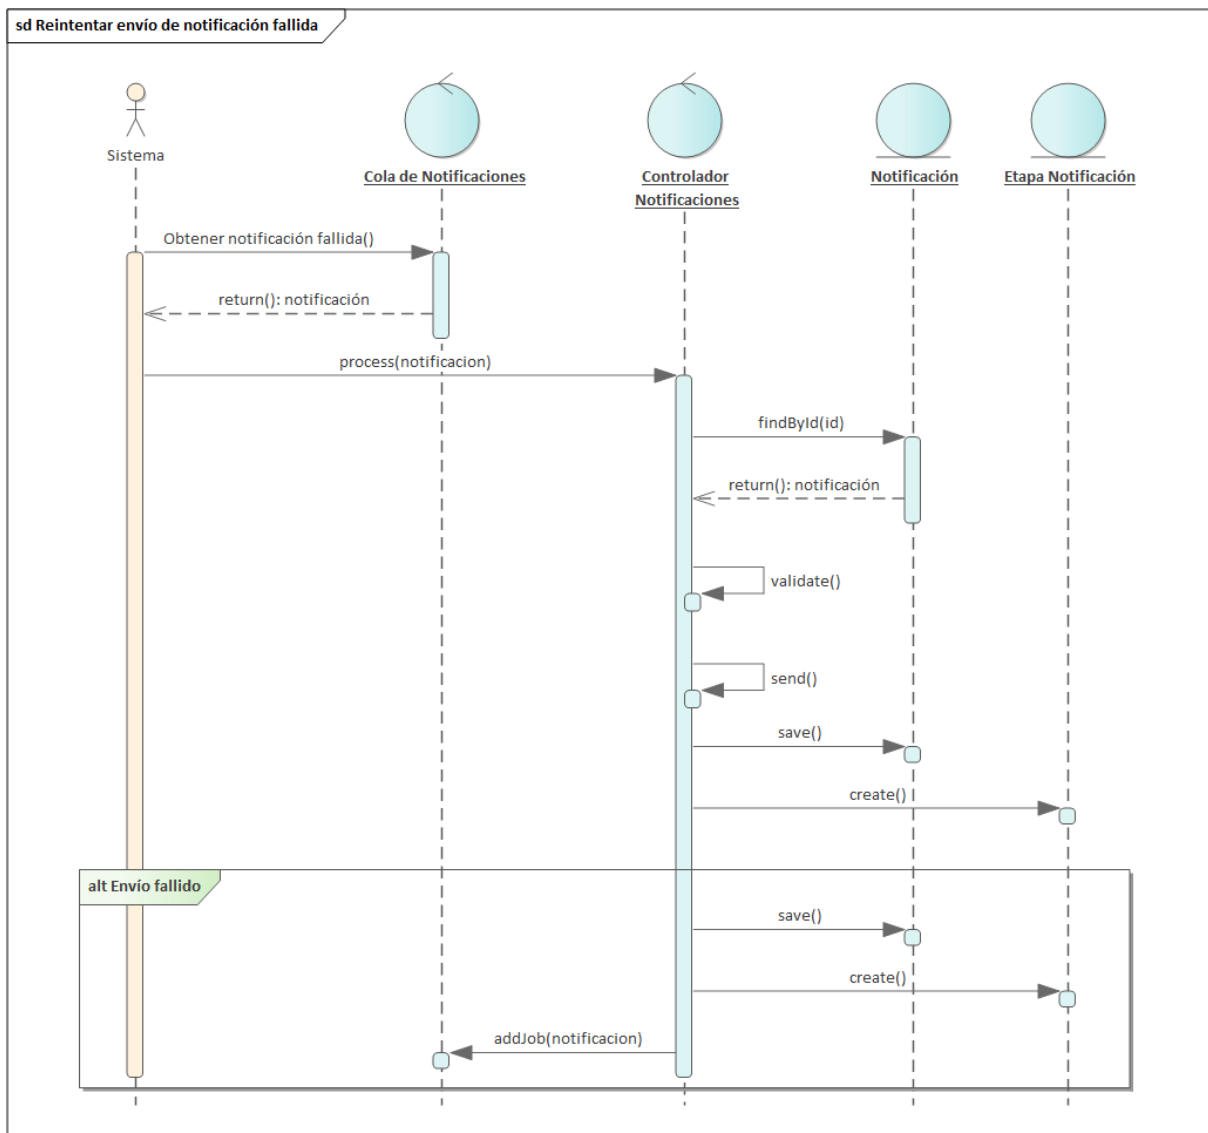 sd Reintentar envío de notificación fallida
Sistema
Cola de Notificaciones
Controlador
Notificaciones
Notificación
Etapa Notificación
Obtener notificación fallida()
return(): notificación
process(notificacion)
findById(id)
return(): notificación
validate()
send()
save()
create()
alt Envío fallido
save()
create()
addJob(notificacion)